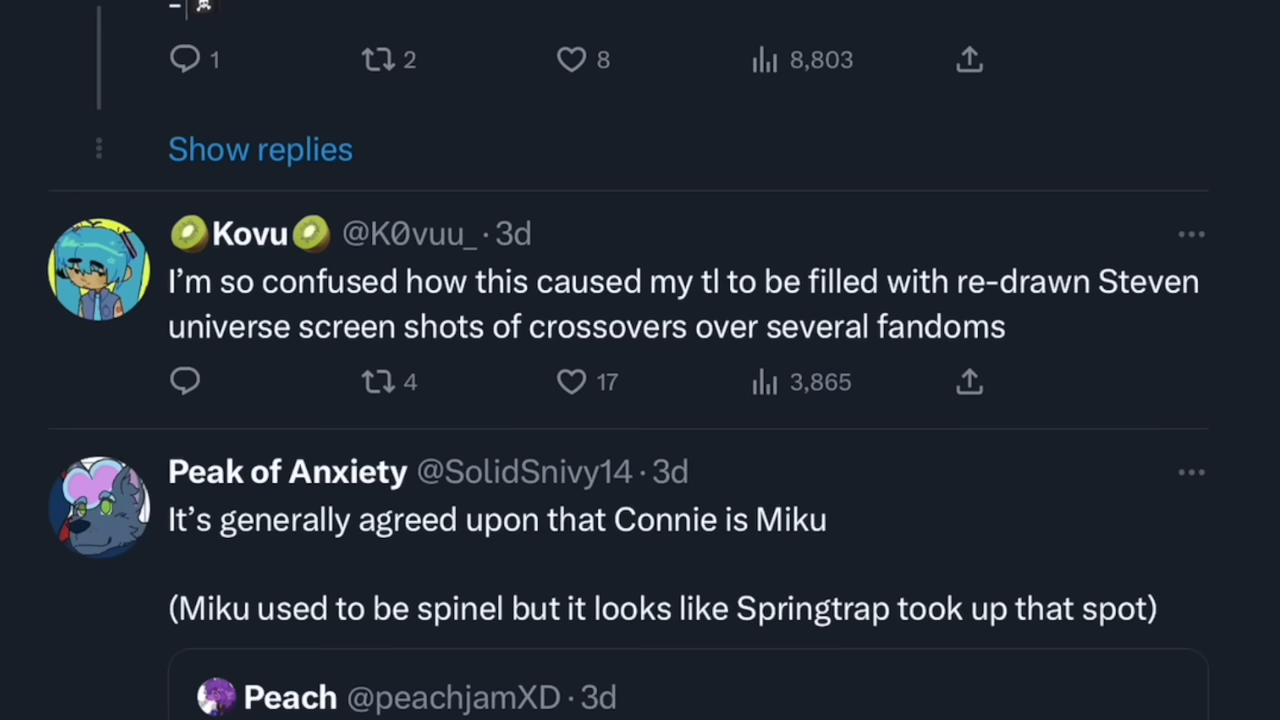 1 2 8 8,803
Show replies
🥝Kovu🥝 @K0vuu_ · 3d
I’m so confused how this caused my tl to be filled with re-drawn Steven
universe screen shots of crossovers over several fandoms
4 17 3,865
Peak of Anxiety @SolidSnivy14 · 3d
It’s generally agreed upon that Connie is Miku
(Miku used to be spinel but it looks like Springtrap took up that spot)
Peach @peachjamXD · 3d